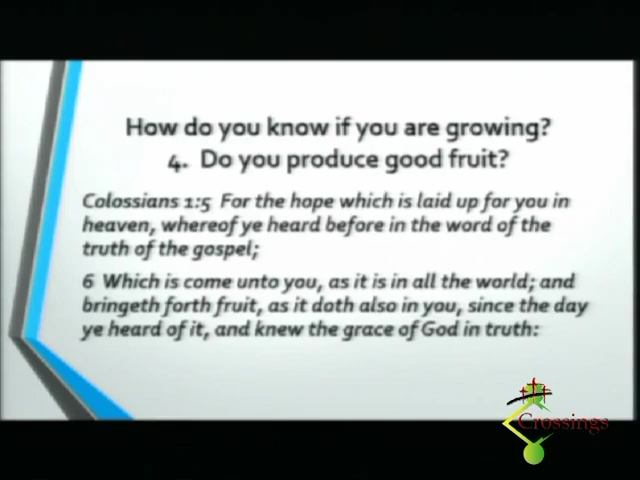 How do you know if you are growing?
4. Do you produce good fruit?
Colossians 1:5 For the hope which is laid up for you in
heaven, whereof ye heard before in the word of the
truth of the gospel;
6 Which is come unto you, as it is in all the world; and
bringeth forth fruit, as it doth also in you, since the day
ye heard of it, and knew the grace of God in truth:
Crossings